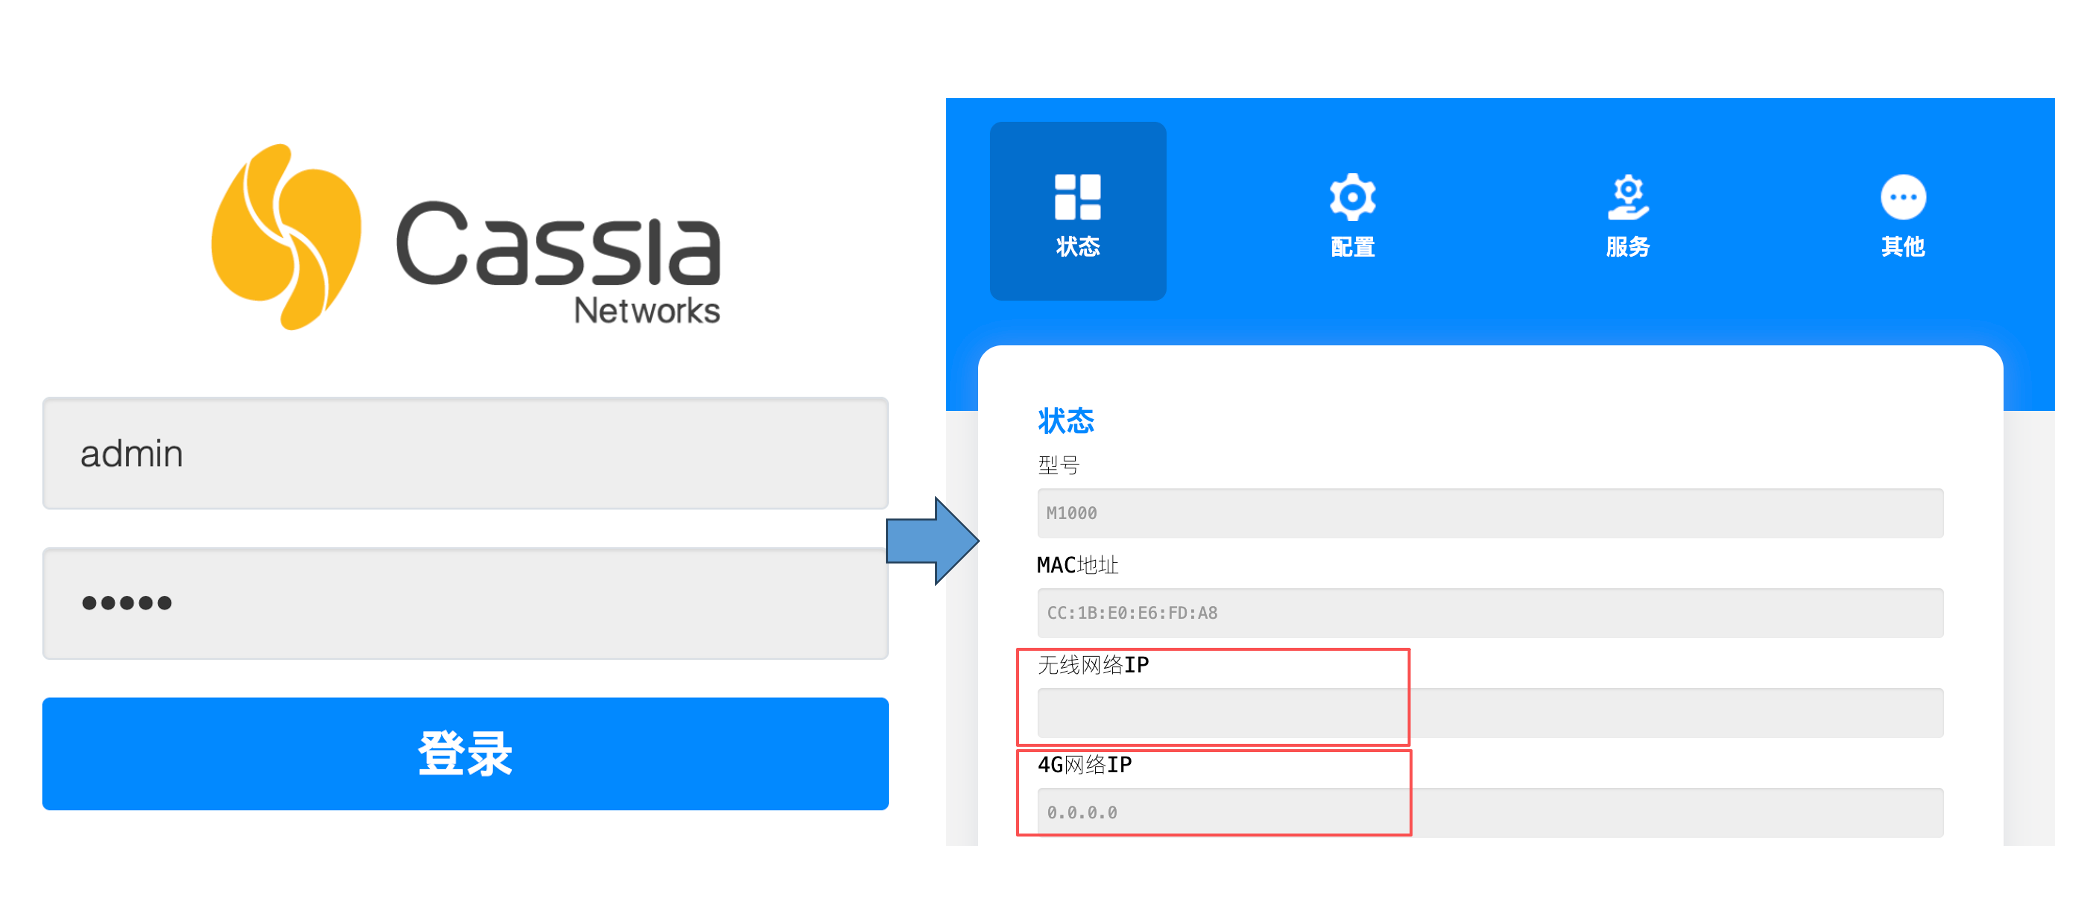 Cassia
Networks
admin
•••••
登录
状态
配置
服务
其他
状态
型号
M1000
MAC地址
CC:1B:E0:E6:FD:A8
无线网络IP
4G网络IP
0.0.0.0